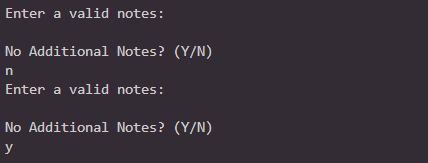 Enter a valid notes:
No Additional Notes? (Y/N)
n
Enter a valid notes:
No Additional Notes? (Y/N)
y